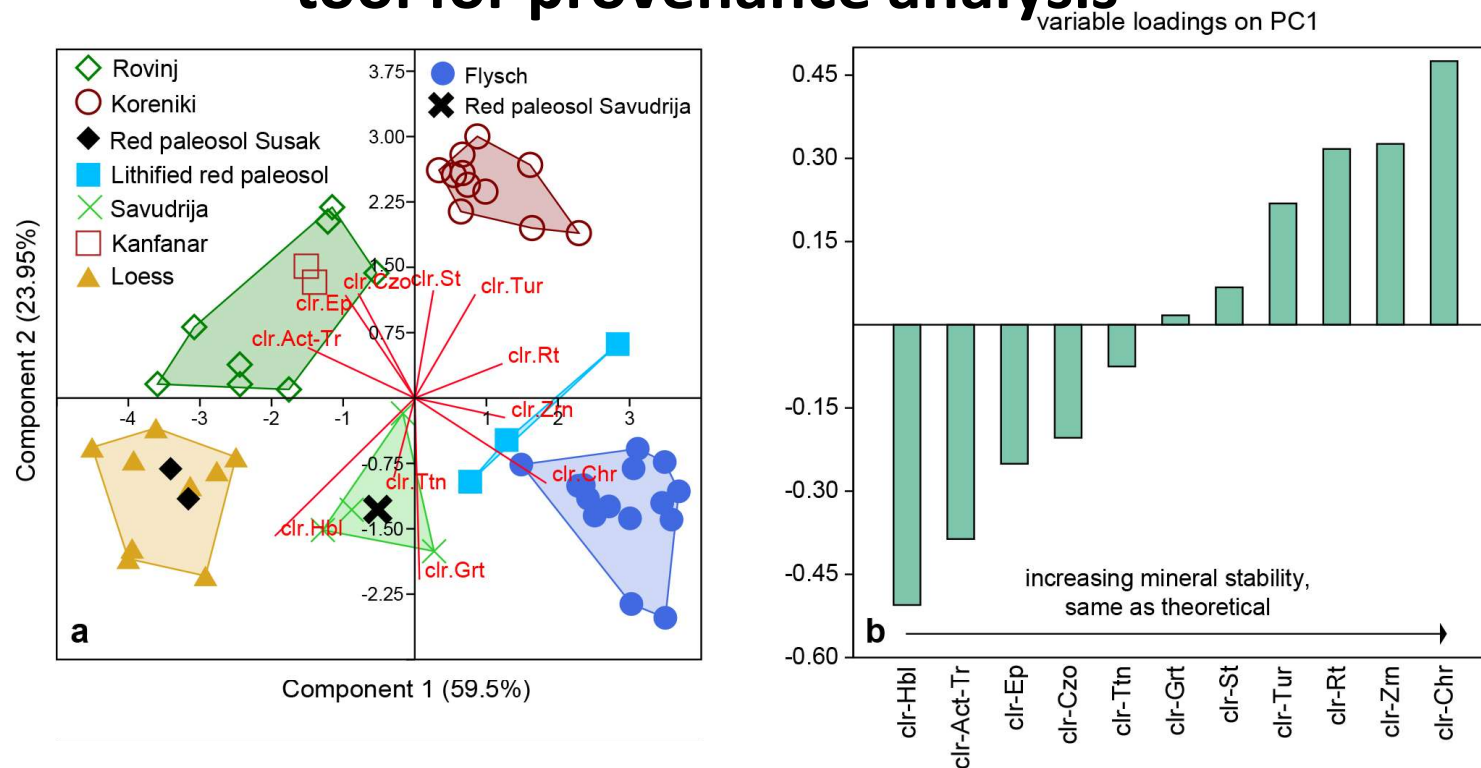 tool for provenance analysis
Rovinj
Koreniki
Red paleosol Susak
Lithified red paleosol
Savudrija
Kanfanar
Loess
Flysch
Red paleosol Savudrija
3.75
3.00
2.25
1.50
0.75
-0.75
-1.50
-2.25
-4
-3
-2
-1
1
2
3
clr.Czo
clr.St
clr.Tur
clr.Ep
clr.Act-Tr
clr.Rt
clr.Zrn
clr.Chr
clr.Ttn
clr.Hbl
clr.Grt
a
Component 2 (23.95%)
Component 1 (59.5%)
variable loadings on PC1
0.45
0.30
0.15
-0.15
-0.30
-0.45
-0.60
increasing mineral stability,
same as theoretical
b
clr-Hbl
clr-Act-Tr
clr-Ep
clr-Czo
clr-Ttn
clr-Grt
clr-St
clr-Tur
clr-Rt
clr-Zrn
clr-Chr